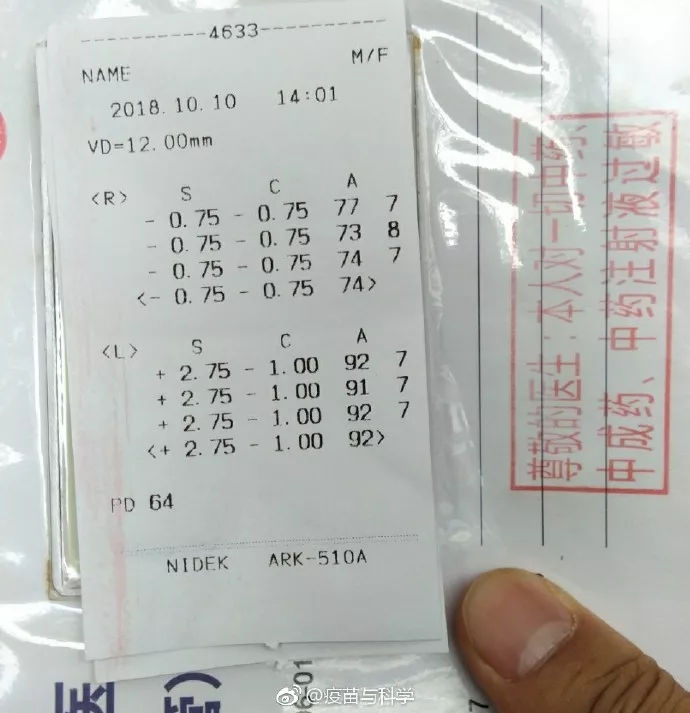 ----------4633----------
M/F
NAME
2018.10.10 14:01
VD=12.00mm
<R> S C A
- 0.75 - 0.75 77 7
- 0.75 - 0.75 73 8
- 0.75 - 0.75 74 7
<- 0.75 - 0.75 74>
<L> S C A
+ 2.75 - 1.00 92 7
+ 2.75 - 1.00 91 7
+ 2.75 - 1.00 92 7
<+ 2.75 - 1.00 92>
PD 64
NIDEK ARK-510A
尊敬的医生:本人对一切中药、
中成药、中药注射液过敏
@疫苗与科学